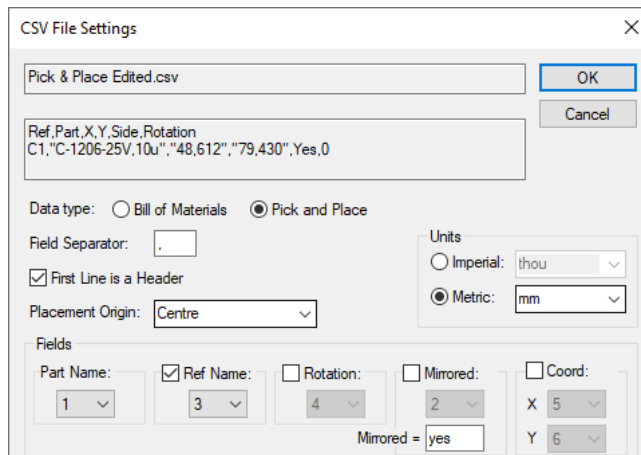 CSV File Settings
Pick & Place Edited.csv
OK
Cancel
Ref,Part,X,Y,Side,Rotation
C1,"C-1206-25V,10u","48,612","79,430",Yes,0
Data type: Bill of Materials Pick and Place
Field Separator: ,
Units
Imperial: thou
First Line is a Header
Metric: mm
Placement Origin: Centre
Fields
Part Name: Ref Name: Rotation: Mirrored: Coord:
1 3 4 2 X 5
Mirrored = yes Y 6